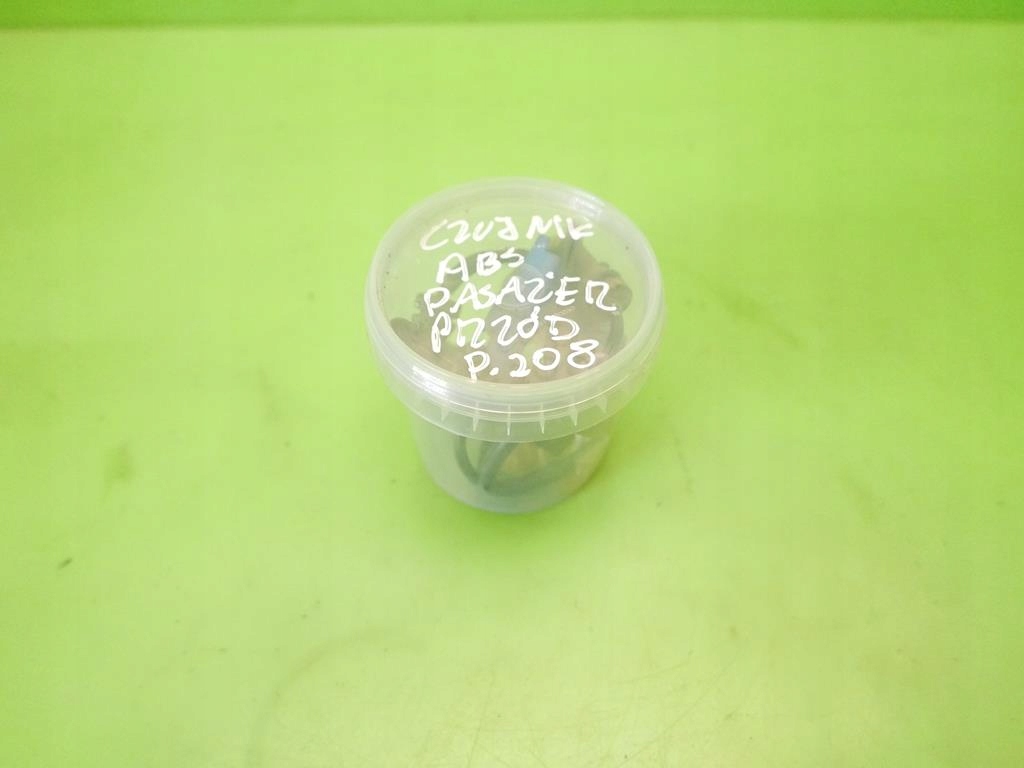 CZUJNIK
ABS
PASAŻER
PRZÓD
P.208